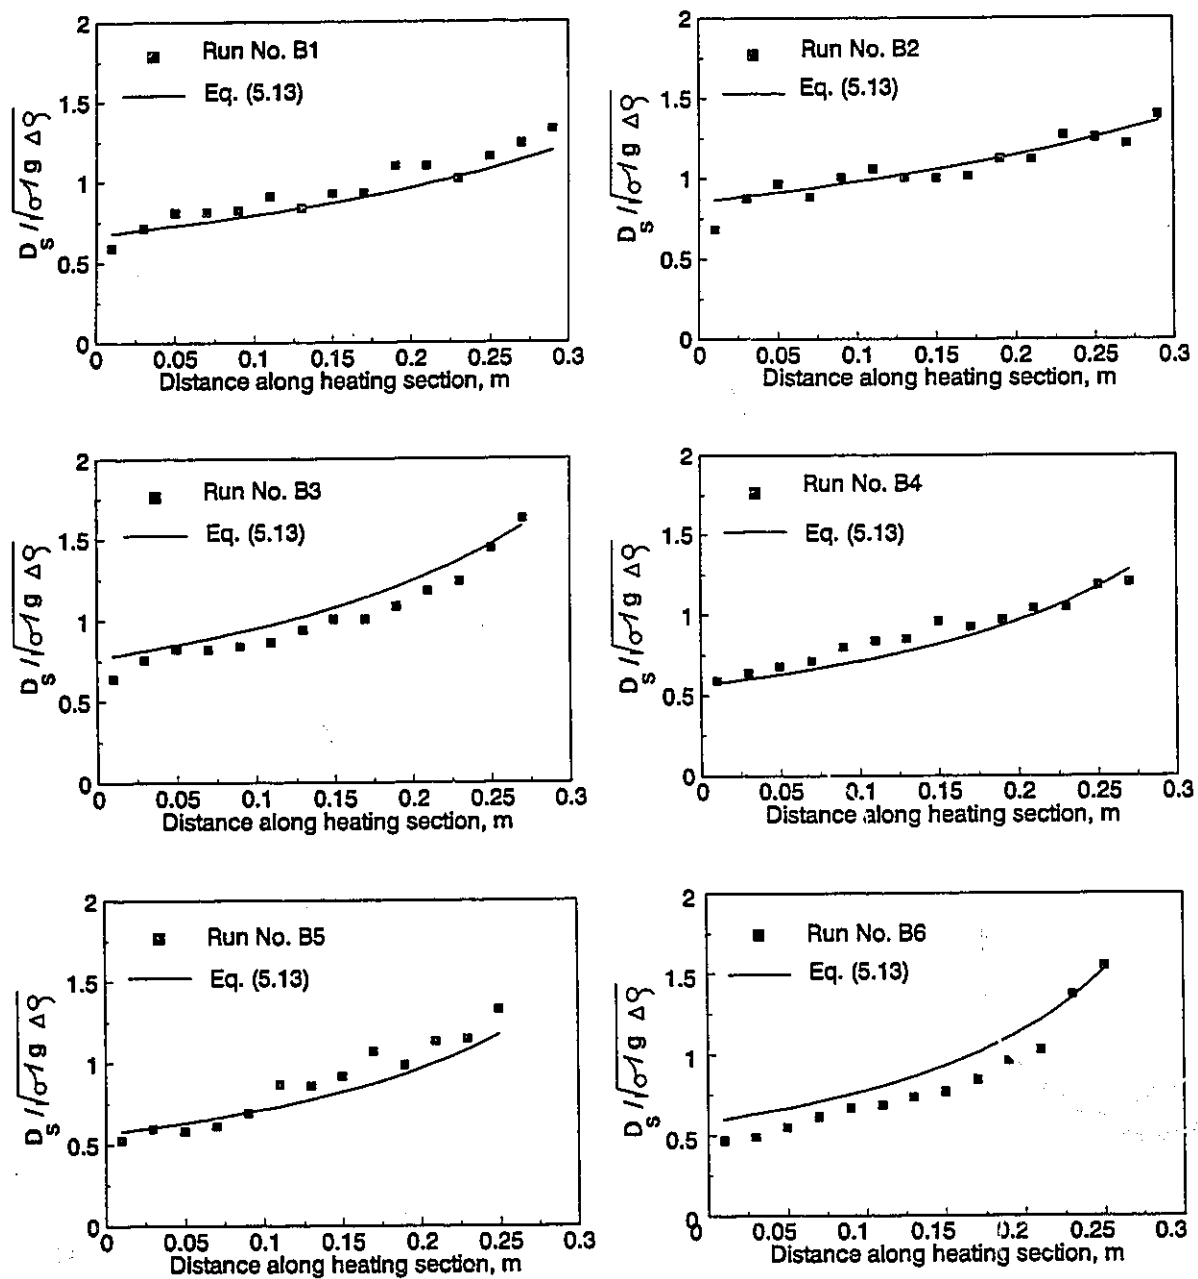 2
Run No. B1
Eq. (5.13)
1.5
1
0.5
0
D_s / √σ/g Δρ
0 0.05 0.1 0.15 0.2 0.25 0.3
Distance along heating section, m
2
Run No. B2
Eq. (5.13)
1.5
1
0.5
0
D_s / √σ/g Δρ
0 0.05 0.1 0.15 0.2 0.25 0.3
Distance along heating section, m
2
Run No. B3
Eq. (5.13)
1.5
1
0.5
0
D_s / √σ/g Δρ
0 0.05 0.1 0.15 0.2 0.25 0.3
Distance along heating section, m
2
Run No. B4
Eq. (5.13)
1.5
1
0.5
0
D_s / √σ/g Δρ
0 0.05 0.1 0.15 0.2 0.25 0.3
Distance along heating section, m
2
Run No. B5
Eq. (5.13)
1.5
1
0.5
0
D_s / √σ/g Δρ
0 0.05 0.1 0.15 0.2 0.25 0.3
Distance along heating section, m
2
Run No. B6
Eq. (5.13)
1.5
1
0.5
0
D_s / √σ/g Δρ
0 0.05 0.1 0.15 0.2 0.25 0.3
Distance along heating section, m